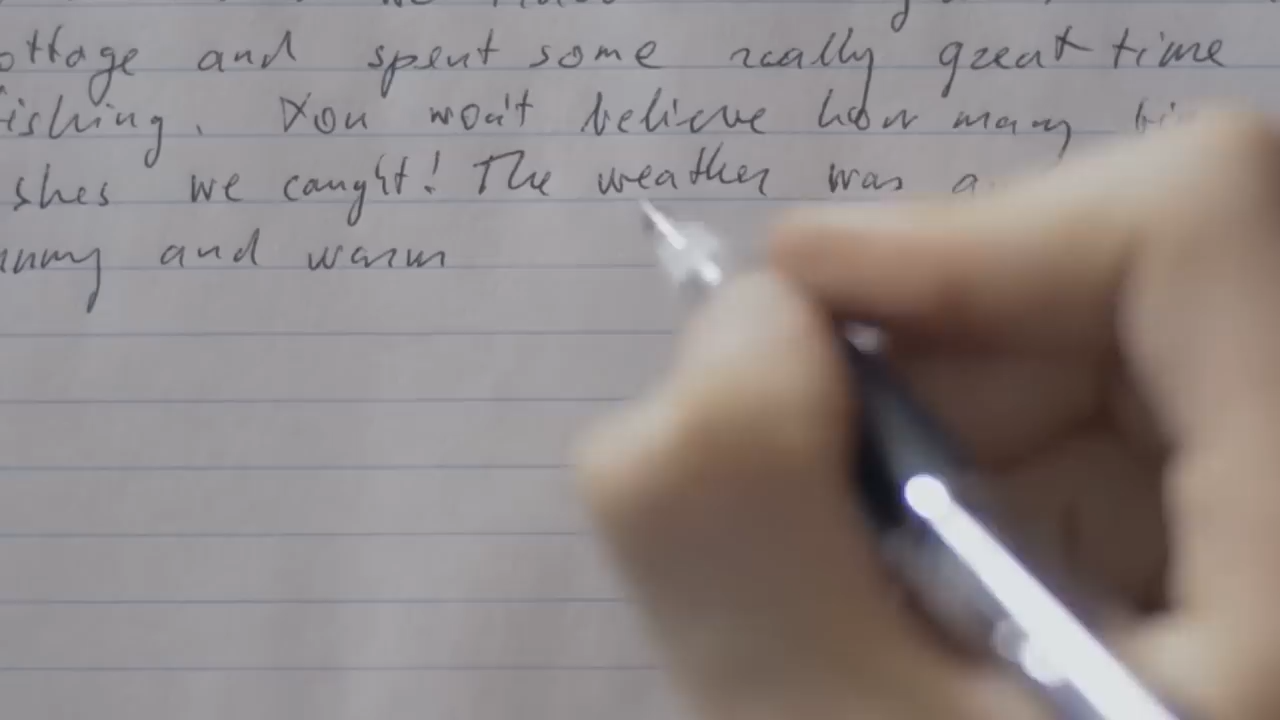 ottage and spent some really great time
ishing. You won't believe how many
shes we caught! The weather was
unny and warm